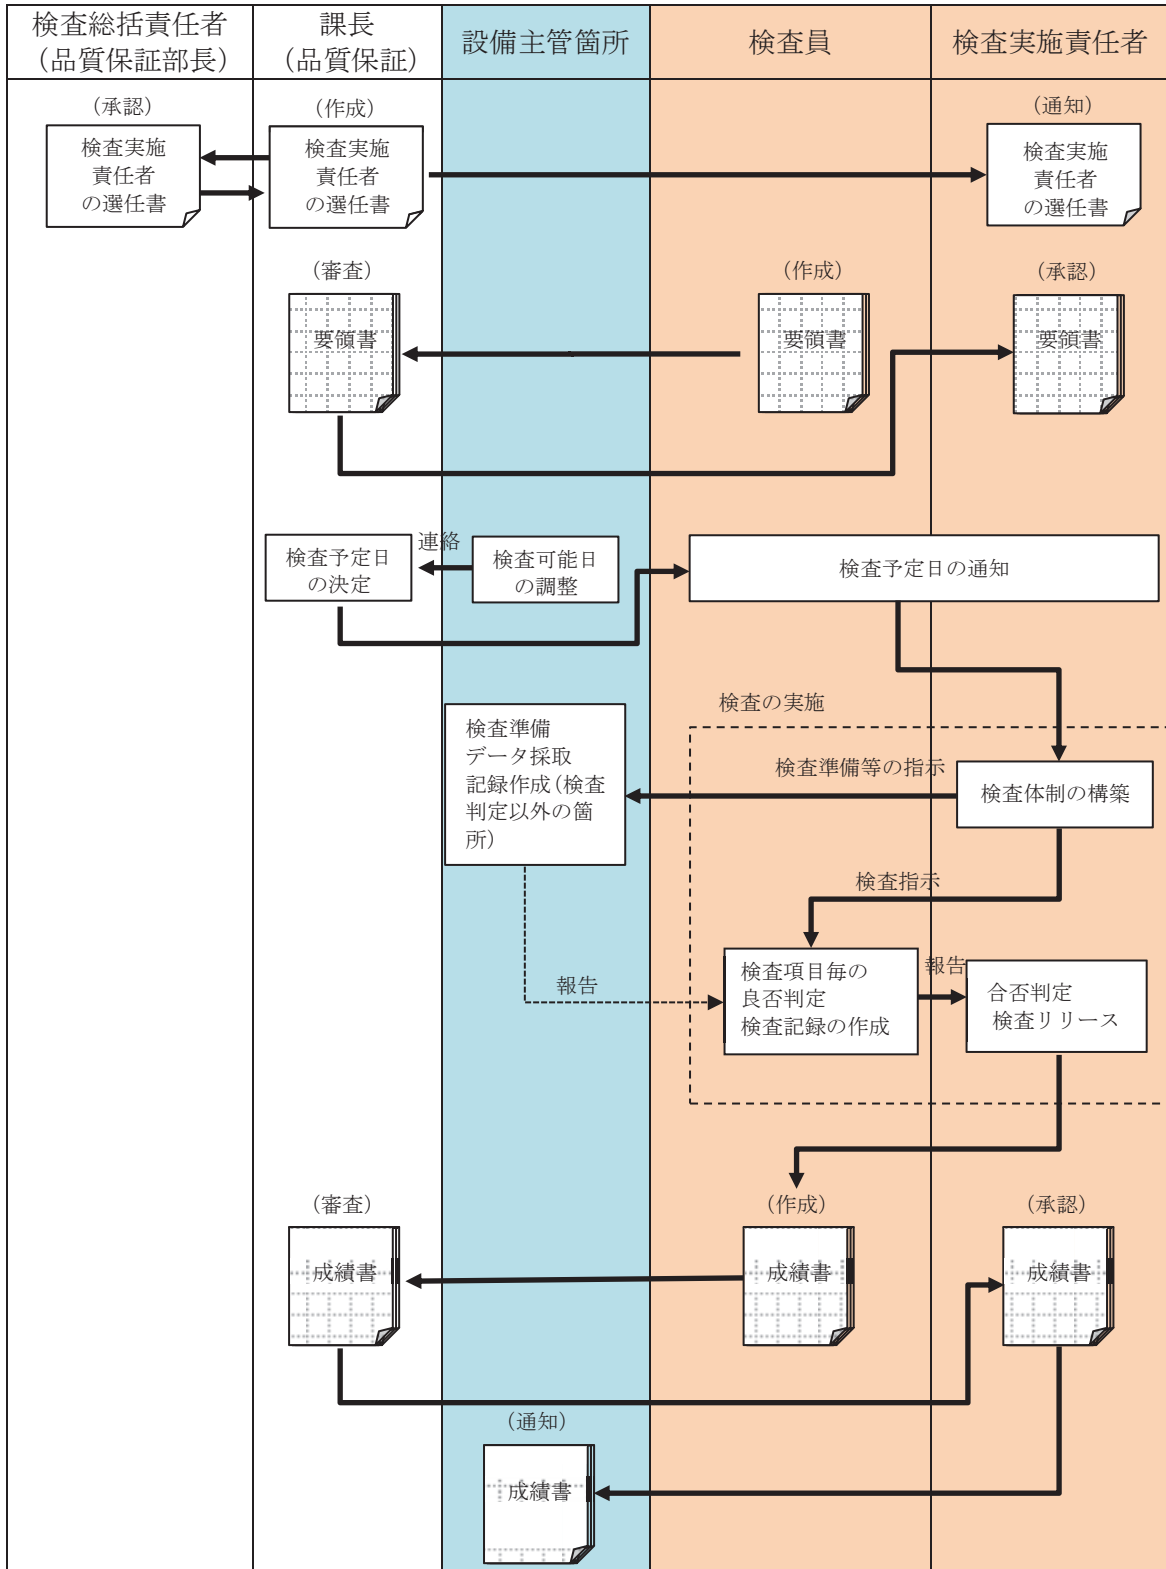 検査総括責任者
(品質保証部長)
課長
(品質保証)
設備主管箇所
検査員
検査実施責任者
(承認)
検査実施
責任者
の選任書
(作成)
検査実施
責任者
の選任書
(通知)
検査実施
責任者
の選任書
(審査)
要領書
(作成)
要領書
(承認)
要領書
検査予定日
の決定
連絡
検査可能日
の調整
検査予定日の通知
検査の実施
検査準備
データ採取
記録作成(検査
判定以外の箇
所)
検査準備等の指示
検査体制の構築
検査指示
報告
検査項目毎の
良否判定
検査記録の作成
報告
合否判定
検査リリース
(審査)
成績書
(作成)
成績書
(承認)
成績書
(通知)
成績書